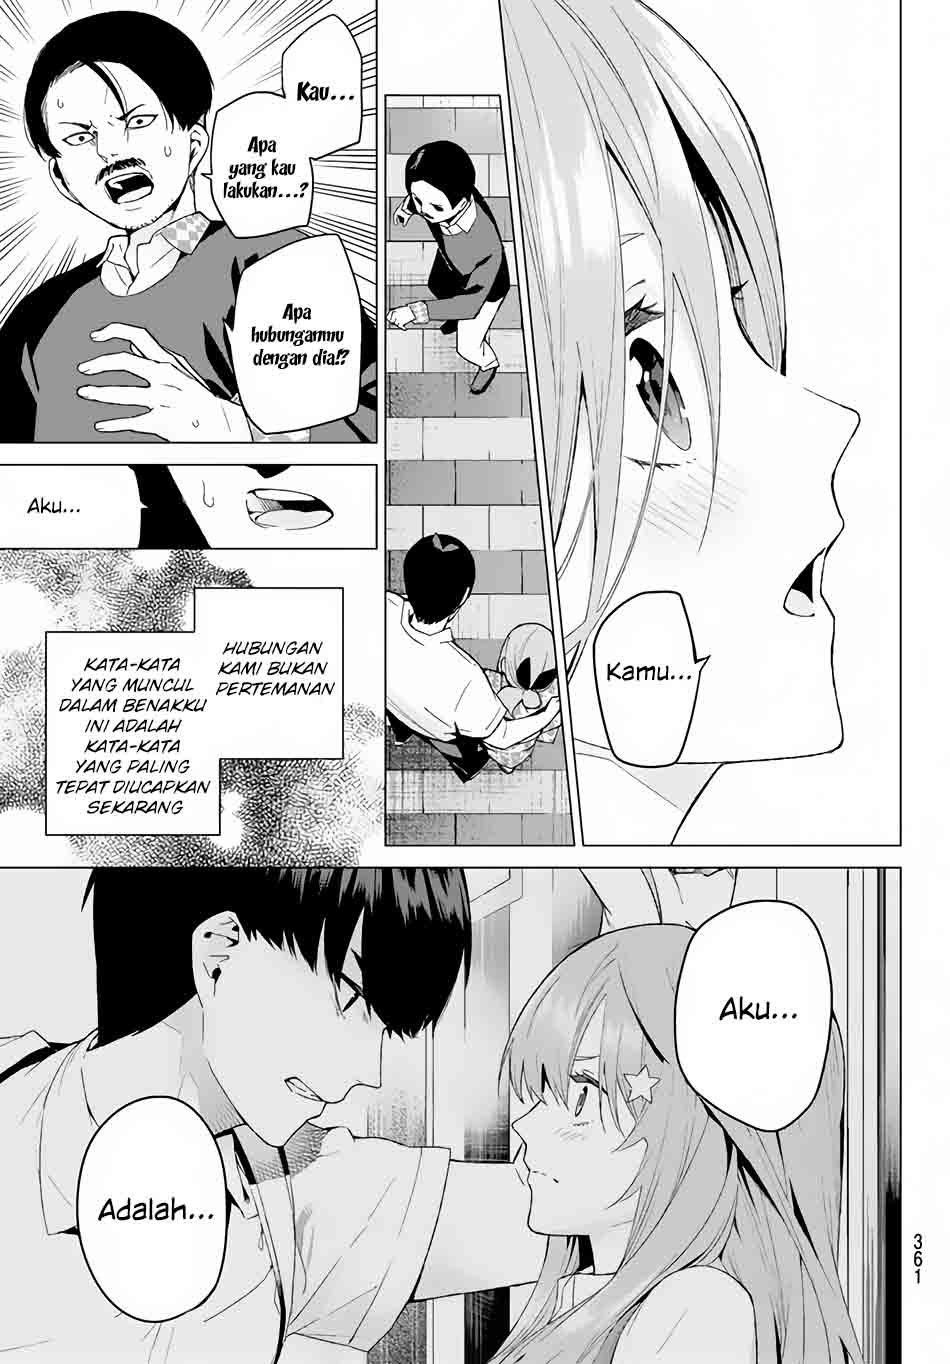 Kamu...
Kau...
Apa
yang kau
lakukan...?
Apa
hubunganmu
dengan dia!?
Aku...
HUBUNGAN
KAMI BUKAN
PERTEMANAN
KATA-KATA
YANG MUNCUL
DALAM BENAKKU
INI ADALAH
KATA-KATA
YANG PALING
TEPAT DIUCAPKAN
SEKARANG
Aku...
Adalah...
361